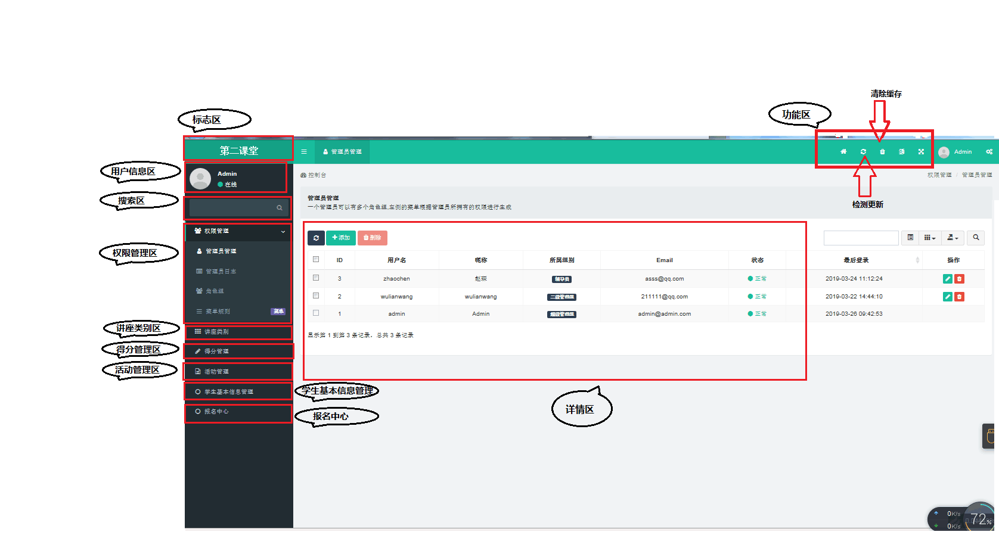 清除缓存
功能区
标志区
第二课堂
管理员管理
Admin
用户信息区
Admin
在线
控制台
权限管理 / 管理员管理
搜索区
管理员管理
一个管理员可以有多个角色组,左侧的菜单根据管理员所拥有的权限进行生成
检测更新
权限管理
添加
删除
权限管理区
管理员管理
ID 用户名 昵称 所属组别 Email 状态 最后登录 操作
管理员日志
3 zhaochen 赵琛 辅导员 asss@qq.com 正常 2019-03-24 11:12:24
角色组
2 wulianwang wulianwang 二级管理组 211111@qq.com 正常 2019-03-22 14:44:10
菜单规则 菜单
1 admin Admin 超级管理组 admin@admin.com 正常 2019-03-26 09:42:53
讲座类别区
讲座类别
显示第 1 到第 3 条记录，总共 3 条记录
得分管理区
得分管理
活动管理区
活动管理
学生基本信息管理
学生基本信息管理
详情区
报名中心
报名中心
0K/s
0K/s
72%